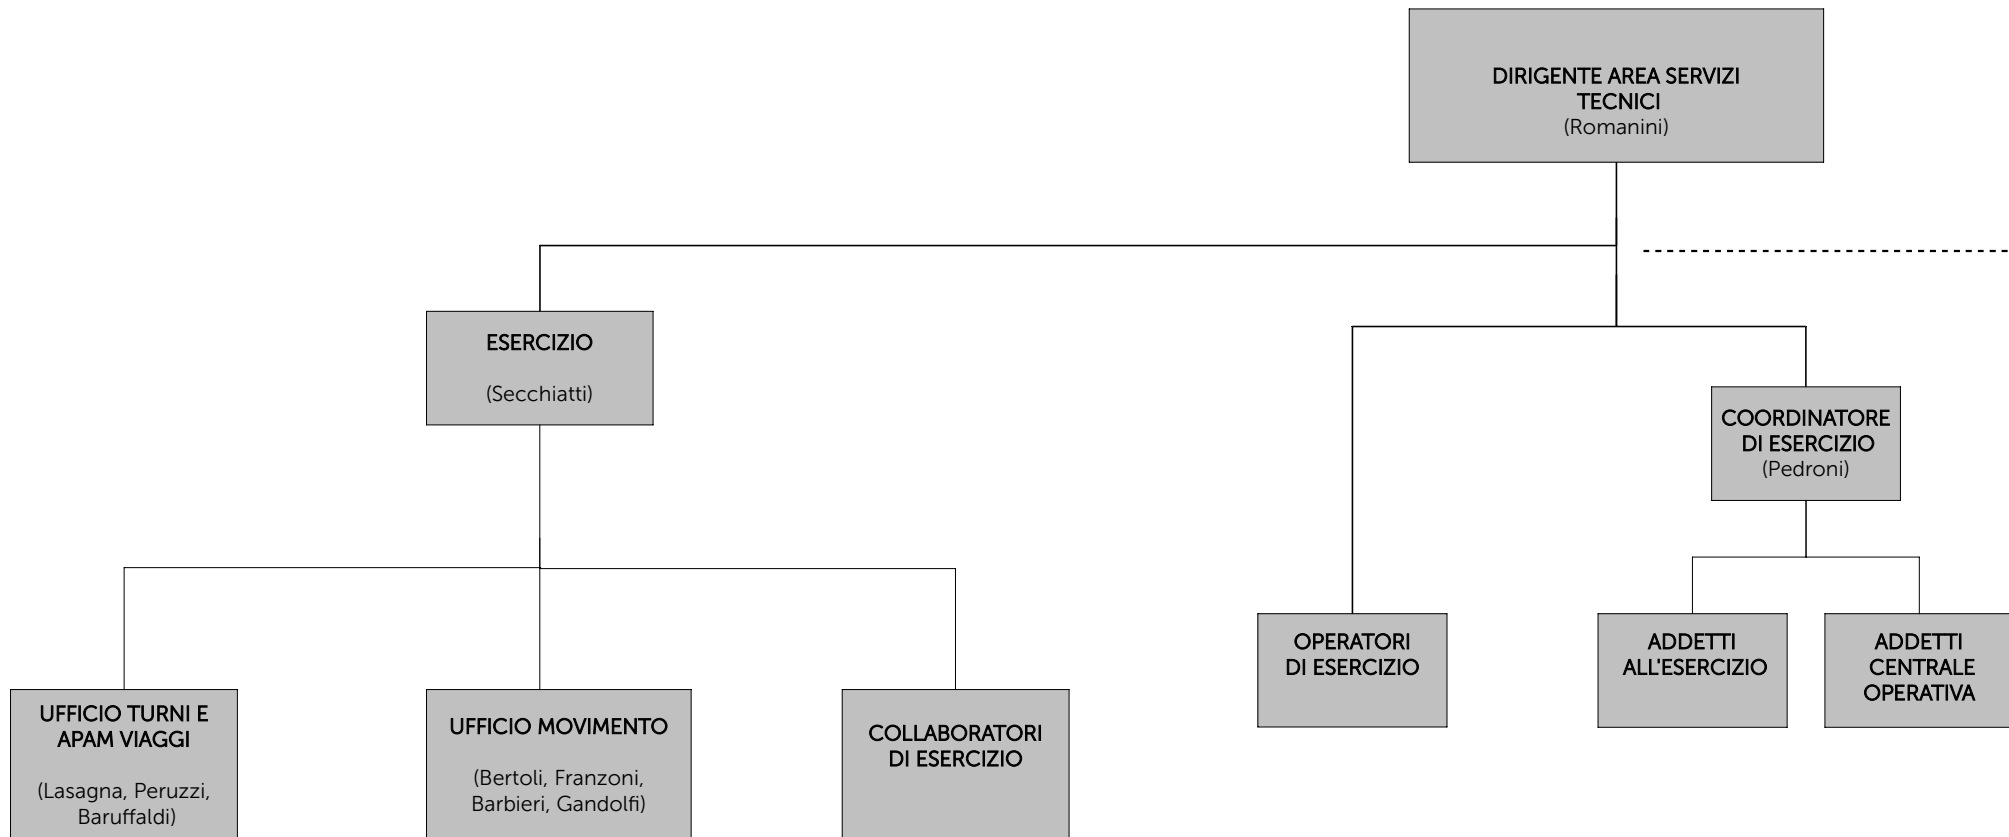 DIRIGENTE AREA SERVIZI
TECNICI
(Romanini)
ESERCIZIO
(Secchiatti)
COORDINATORE
DI ESERCIZIO
(Pedroni)
OPERATORI
DI ESERCIZIO
ADDETTI
ALL'ESERCIZIO
ADDETTI
CENTRALE
OPERATIVA
UFFICIO TURNI E
APAM VIAGGI
(Lasagna, Peruzzi,
Baruffaldi)
UFFICIO MOVIMENTO
(Bertoli, Franzoni,
Barbieri, Gandolfi)
COLLABORATORI
DI ESERCIZIO